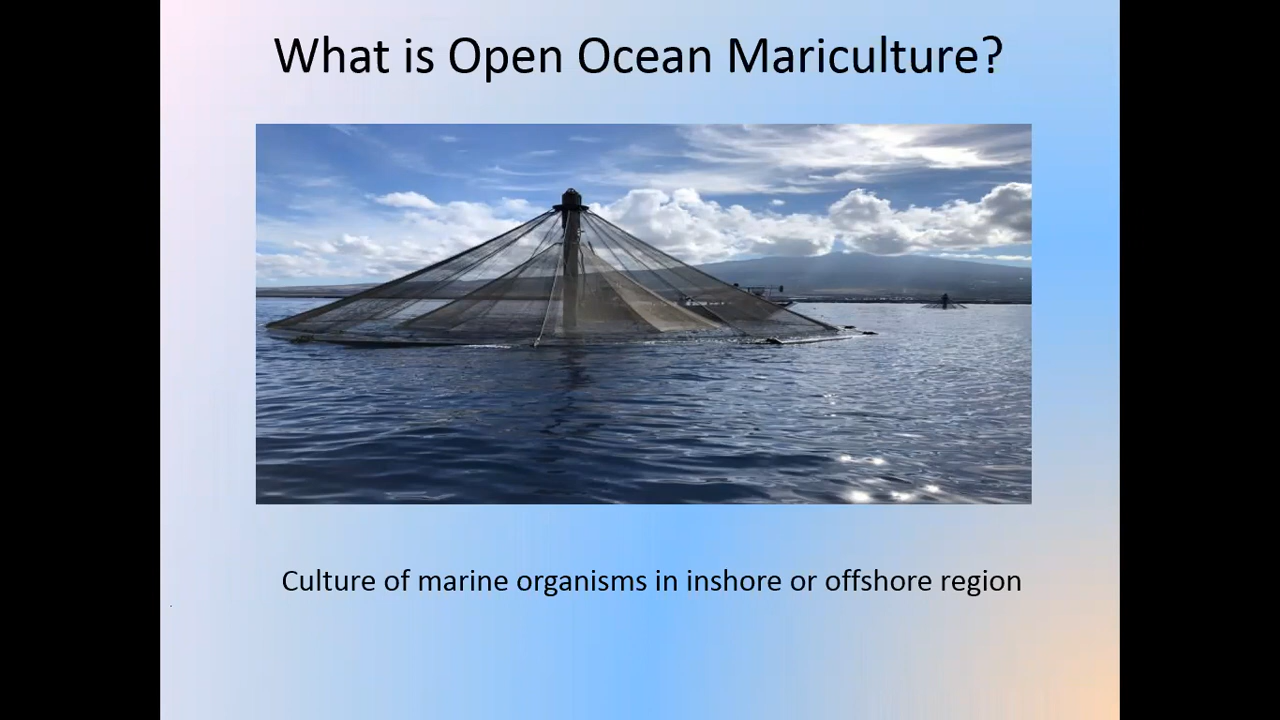 What is Open Ocean Mariculture?
Culture of marine organisms in inshore or offshore region